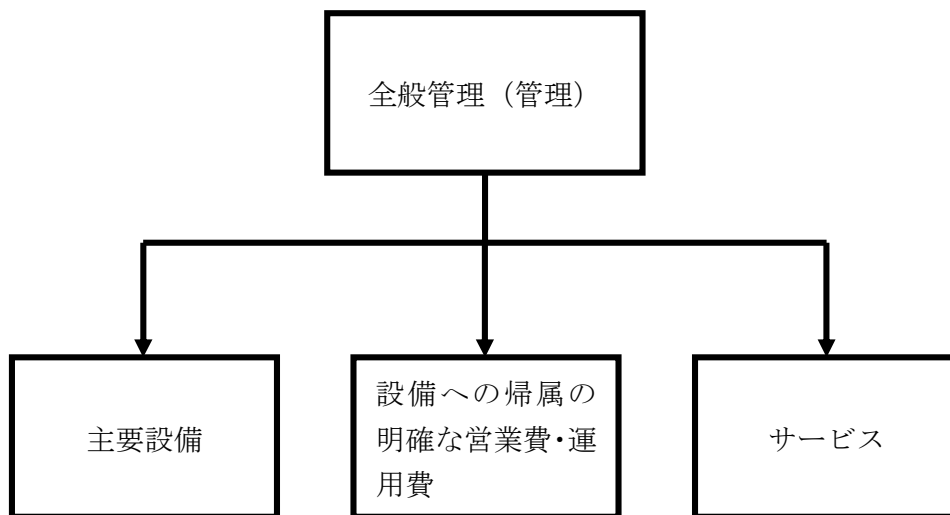 全般管理（管理）
主要設備
設備への帰属の
明確な営業費・運
用費
サービス